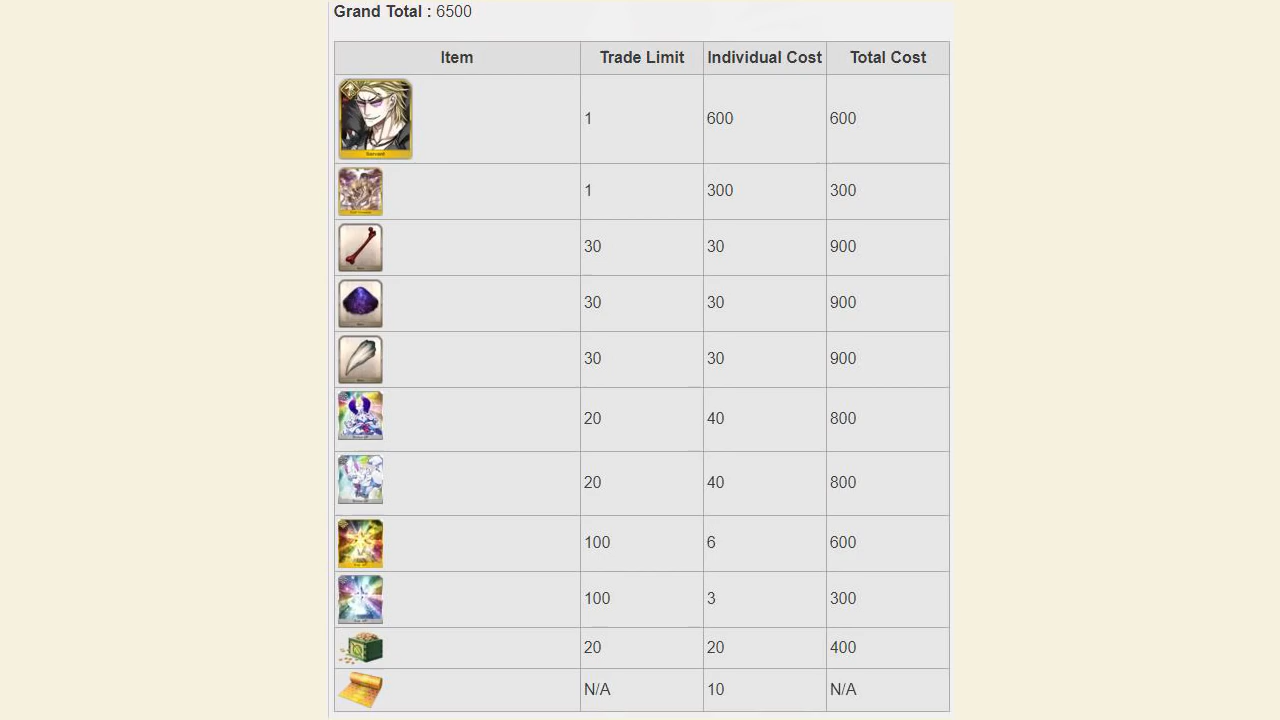 Grand Total : 6500
Item Trade Limit Individual Cost Total Cost
1 600 600
1 300 300
30 30 900
30 30 900
30 30 900
20 40 800
20 40 800
100 6 600
100 3 300
20 20 400
N/A 10 N/A